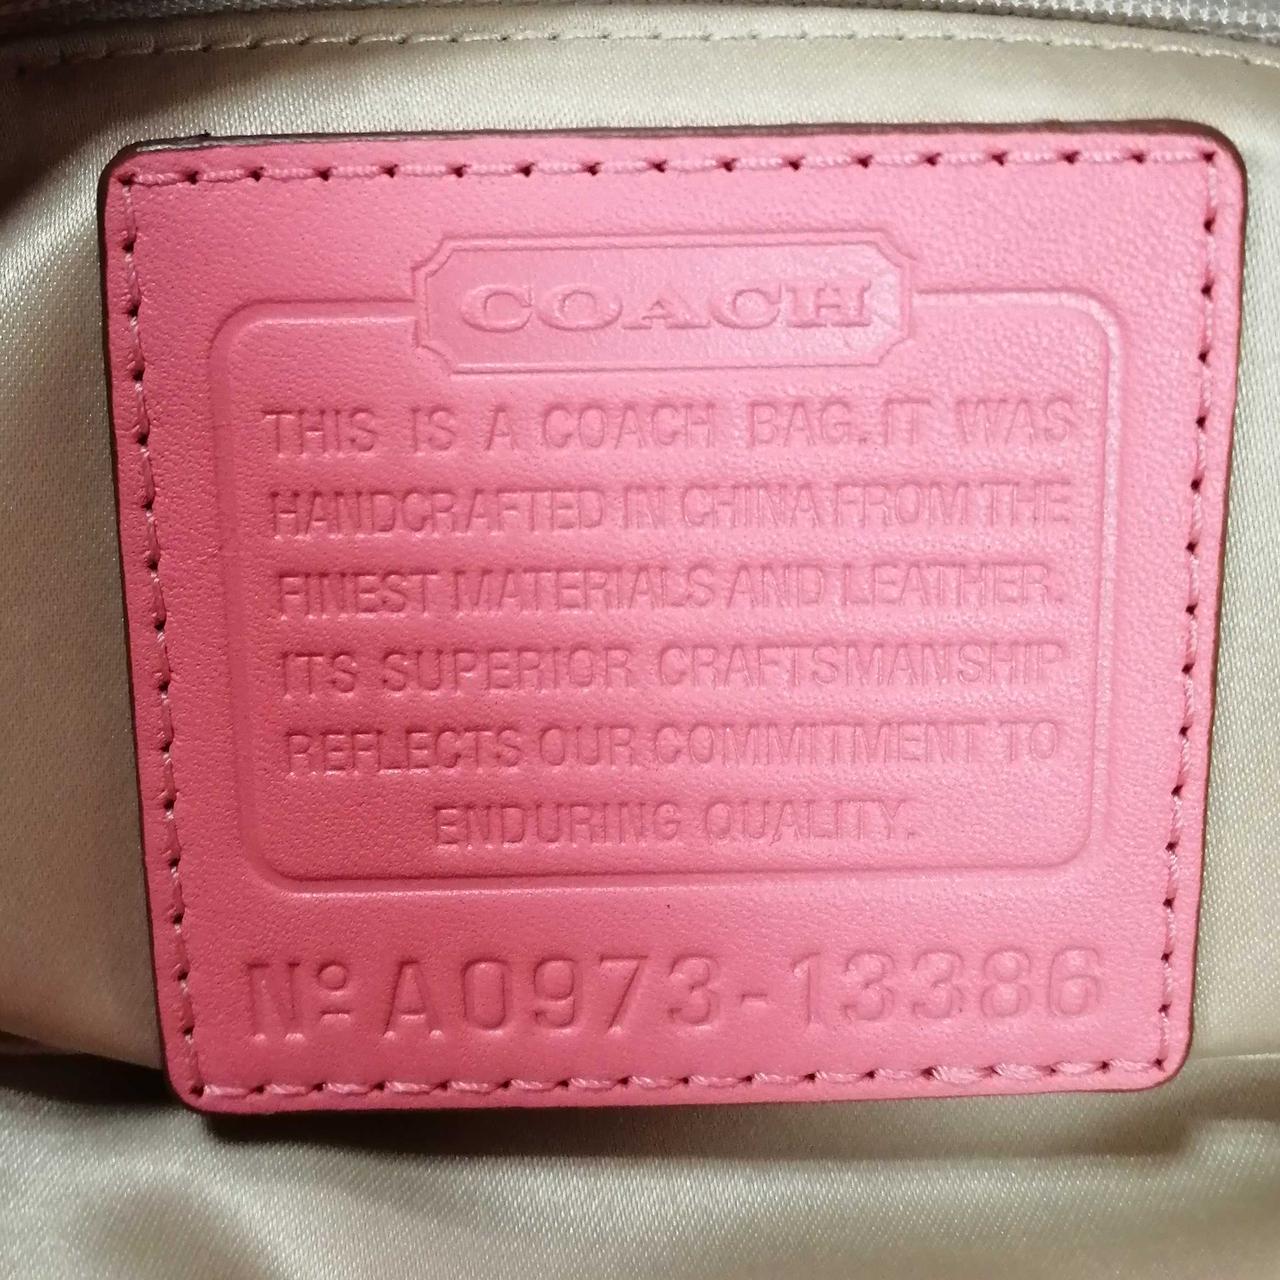 COACH
THIS IS A COACH BAG. IT WAS
HANDCRAFTED IN CHINA FROM THE
FINEST MATERIALS AND LEATHER.
ITS SUPERIOR CRAFTSMANSHIP
REFLECTS OUR COMMITMENT TO
ENDURING QUALITY.
Nº A0973-13386